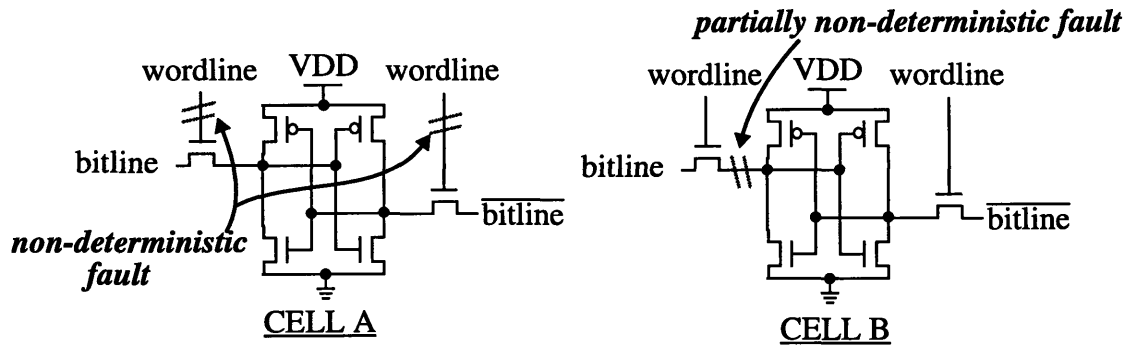 partially non-deterministic fault
wordline VDD wordline
bitline
bitline
non-deterministic
fault
CELL A
wordline VDD wordline
bitline
bitline
CELL B